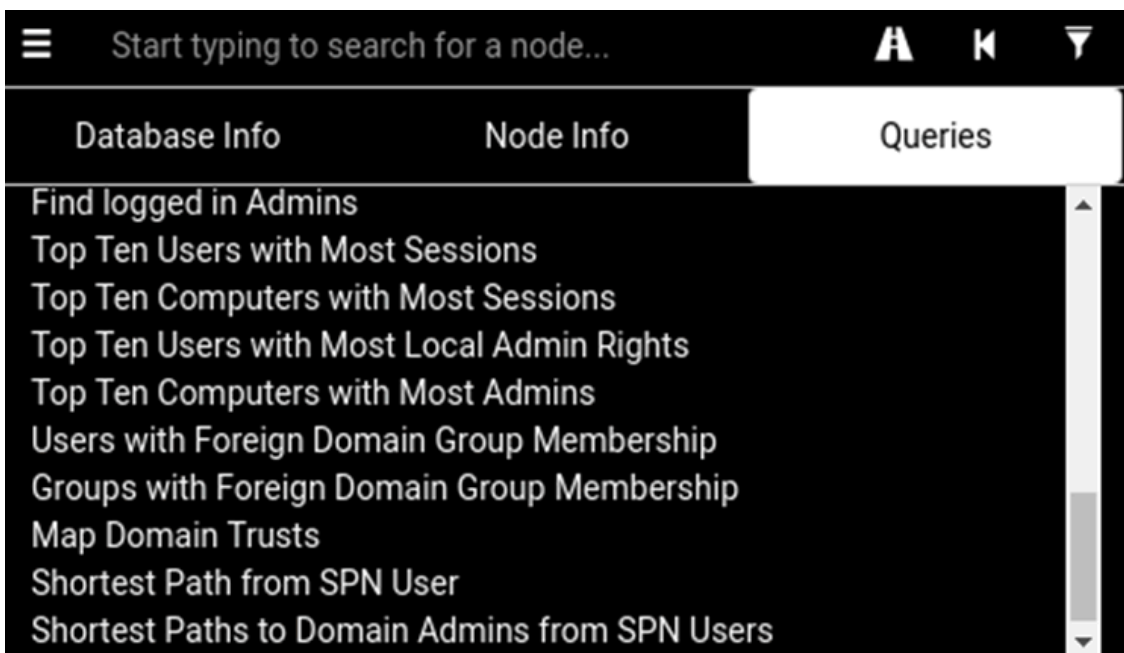 Start typing to search for a node...
Database Info Node Info Queries
Find logged in Admins
Top Ten Users with Most Sessions
Top Ten Computers with Most Sessions
Top Ten Users with Most Local Admin Rights
Top Ten Computers with Most Admins
Users with Foreign Domain Group Membership
Groups with Foreign Domain Group Membership
Map Domain Trusts
Shortest Path from SPN User
Shortest Paths to Domain Admins from SPN Users